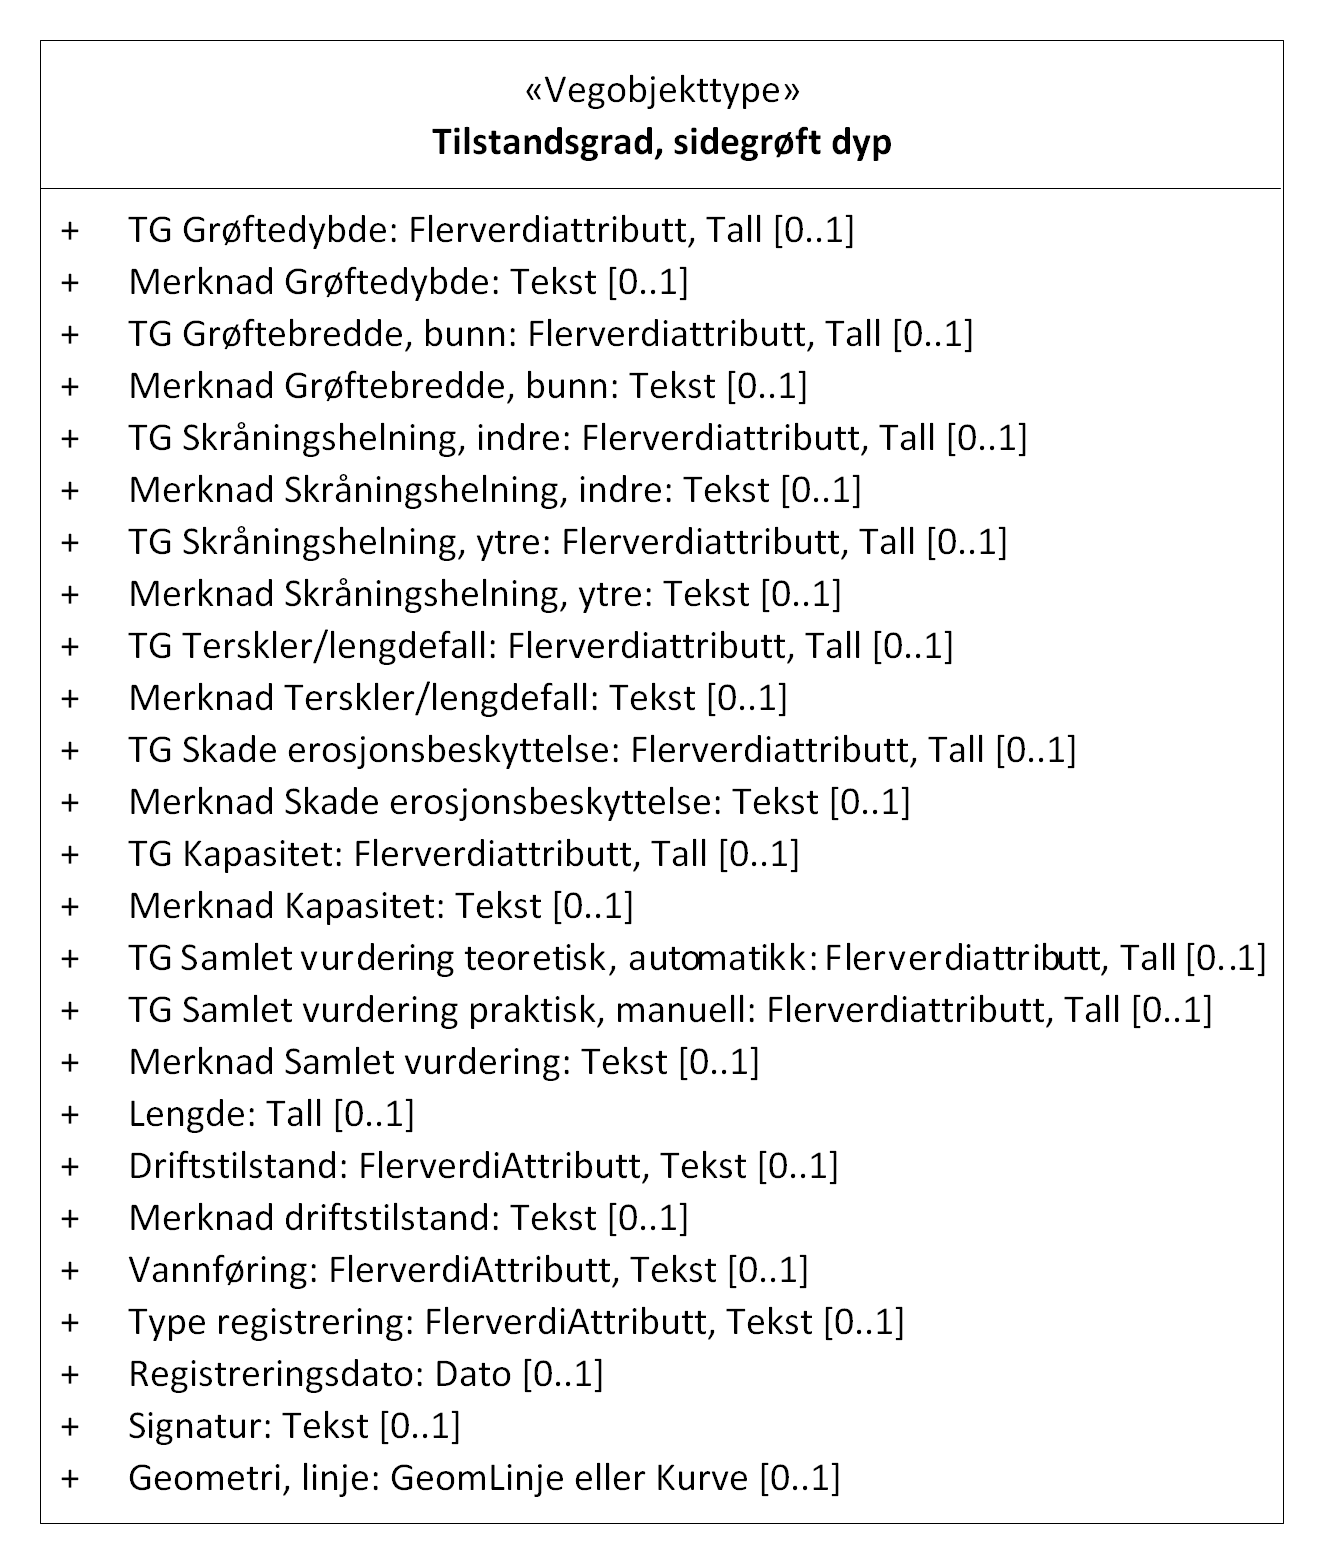 «Vegobjekttype»
Tilstandsgrad, sidegrøft dyp
+ TG Grøftedybde: Flerverdiattributt, Tall [0..1]
+ Merknad Grøftedybde: Tekst [0..1]
+ TG Grøftebredde, bunn: Flerverdiattributt, Tall [0..1]
+ Merknad Grøftebredde, bunn: Tekst [0..1]
+ TG Skråningshelning, indre: Flerverdiattributt, Tall [0..1]
+ Merknad Skråningshelning, indre: Tekst [0..1]
+ TG Skråningshelning, ytre: Flerverdiattributt, Tall [0..1]
+ Merknad Skråningshelning, ytre: Tekst [0..1]
+ TG Terskler/lengdefall: Flerverdiattributt, Tall [0..1]
+ Merknad Terskler/lengdefall: Tekst [0..1]
+ TG Skade erosjonsbeskyttelse: Flerverdiattributt, Tall [0..1]
+ Merknad Skade erosjonsbeskyttelse: Tekst [0..1]
+ TG Kapasitet: Flerverdiattributt, Tall [0..1]
+ Merknad Kapasitet: Tekst [0..1]
+ TG Samlet vurdering teoretisk, automatikk: Flerverdiattributt, Tall [0..1]
+ TG Samlet vurdering praktisk, manuell: Flerverdiattributt, Tall [0..1]
+ Merknad Samlet vurdering: Tekst [0..1]
+ Lengde: Tall [0..1]
+ Driftstilstand: FlerverdiAttributt, Tekst [0..1]
+ Merknad driftstilstand: Tekst [0..1]
+ Vannføring: FlerverdiAttributt, Tekst [0..1]
+ Type registrering: FlerverdiAttributt, Tekst [0..1]
+ Registreringsdato: Dato [0..1]
+ Signatur: Tekst [0..1]
+ Geometri, linje: GeomLinje eller Kurve [0..1]